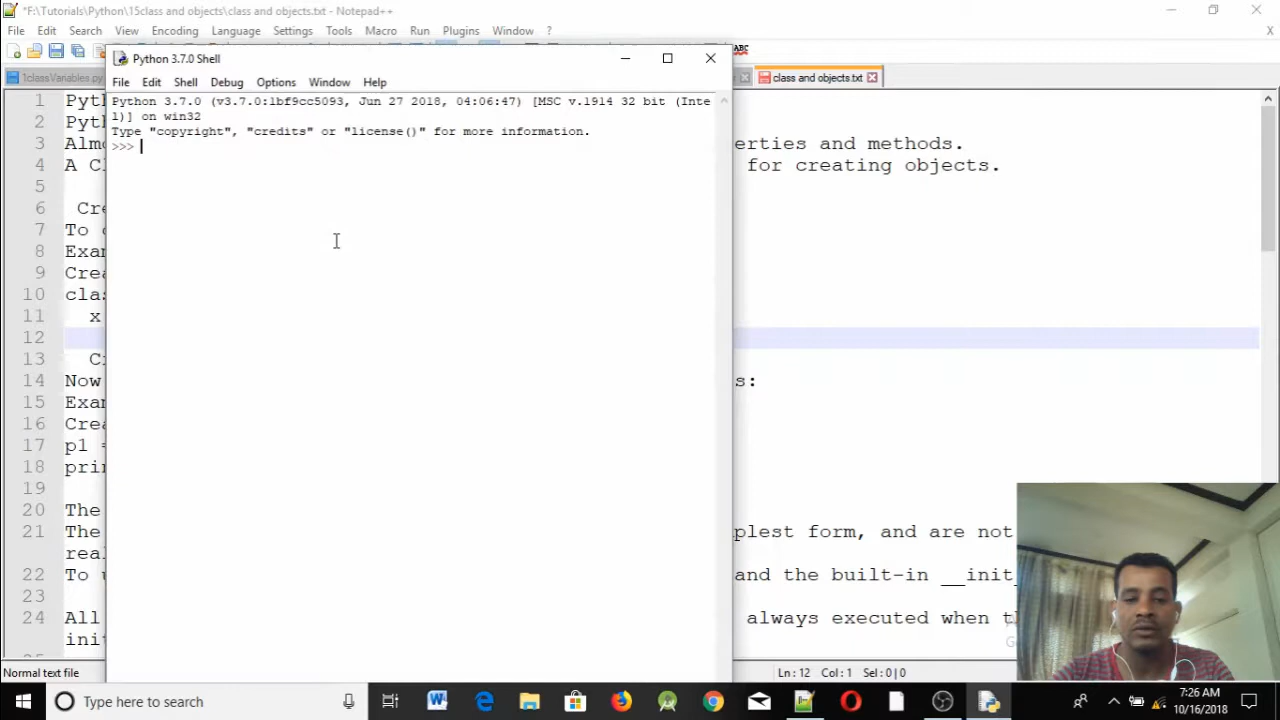 *F:\Tutorials\Python\15class and objects\class and objects.txt - Notepad++
File Edit Search View Encoding Language Settings Tools Macro Run Plugins Window ? X
1classVariables.py
class and objects.txt
Python 3.7.0 Shell
File Edit Shell Debug Options Window Help
Python 3.7.0 (v3.7.0:1bf9cc5093, Jun 27 2018, 04:06:47) [MSC v.1914 32 bit (Inte
l)] on win32
Type "copyright", "credits" or "license()" for more information.
>>>
1 Pyth
2 Pyt
3 Almo erties and methods.
4 A Cl for creating objects.
5
6 Cre
7 To c
8 Exam
9 Crea
10 clas
11 x
12
13 C
14 Now s:
15 Exam
16 Crea
17 p1 =
18 prin
19
20 The
21 The plest form, and are not
real
22 To u and the built-in __init_
23
24 All always executed when th
init
Normal text file
Ln:12 Col:1 Sel:0|0
Type here to search
7:26 AM
10/16/2018